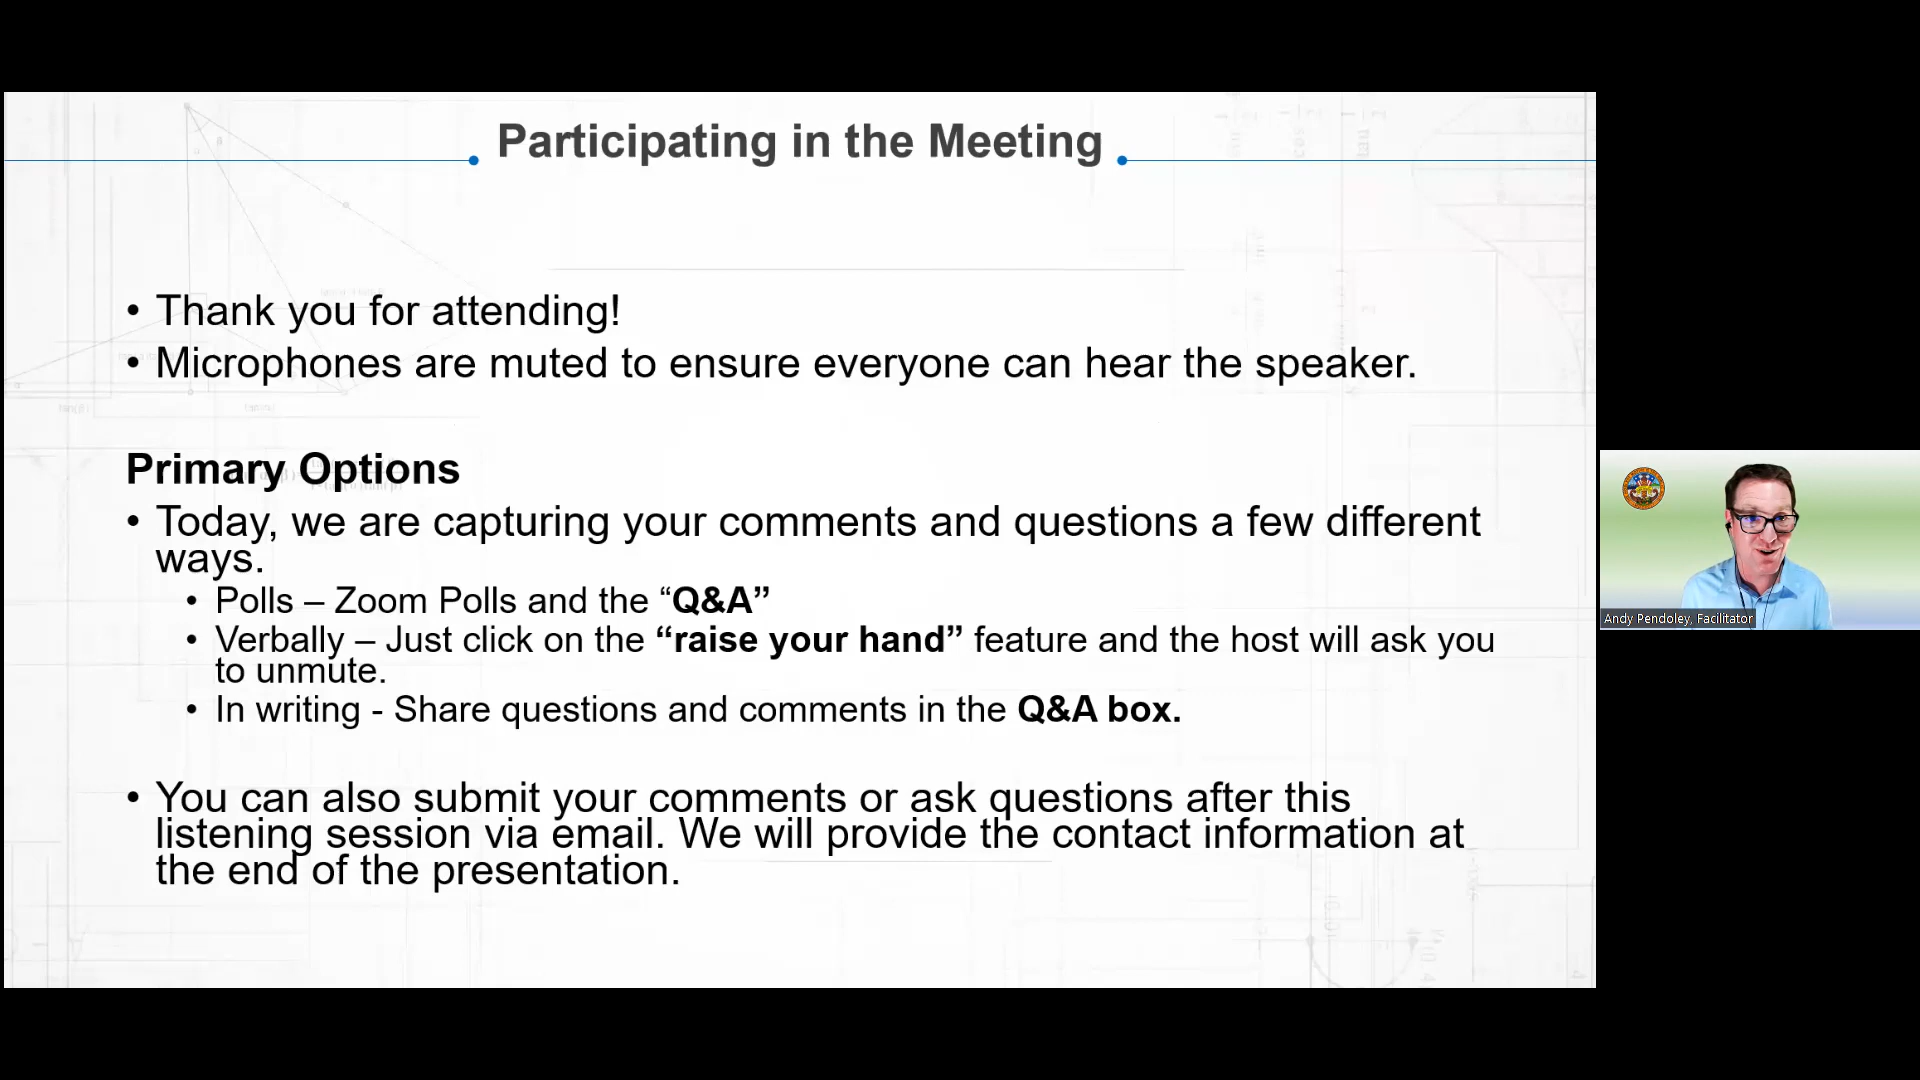 Participating in the Meeting
• Thank you for attending!
• Microphones are muted to ensure everyone can hear the speaker.
Primary Options
• Today, we are capturing your comments and questions a few different
ways.
• Polls – Zoom Polls and the “Q&A”
• Verbally – Just click on the “raise your hand” feature and the host will ask you
to unmute.
• In writing - Share questions and comments in the Q&A box.
• You can also submit your comments or ask questions after this
listening session via email. We will provide the contact information at
the end of the presentation.
Andy Pendoley, Facilitator